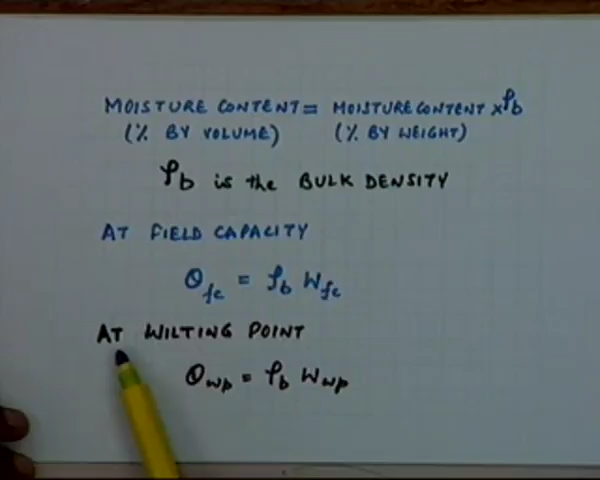 MOISTURE CONTENT = MOISTURE CONTENT × ρb
(% BY VOLUME) (% BY WEIGHT)
ρb is the BULK DENSITY
AT FIELD CAPACITY
θfc = ρb Wfc
AT WILTING POINT
θwp = ρb Wwp